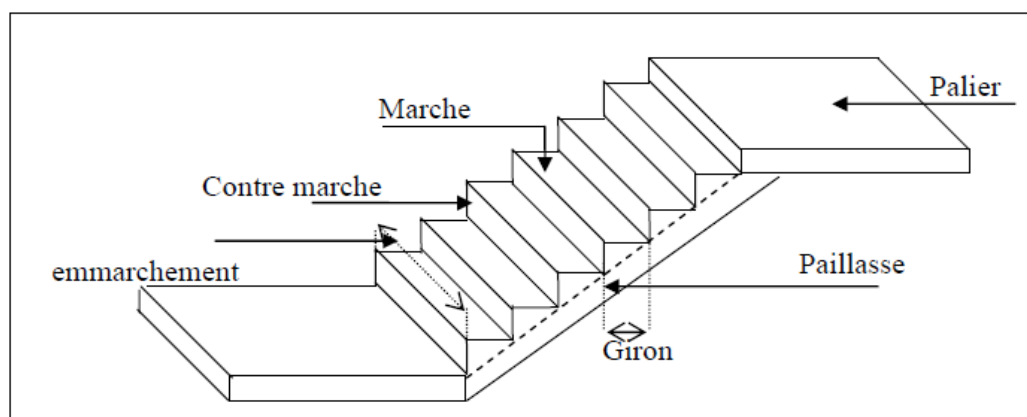 Palier
Marche
Contre marche
emmarchement
Paillasse
Giron